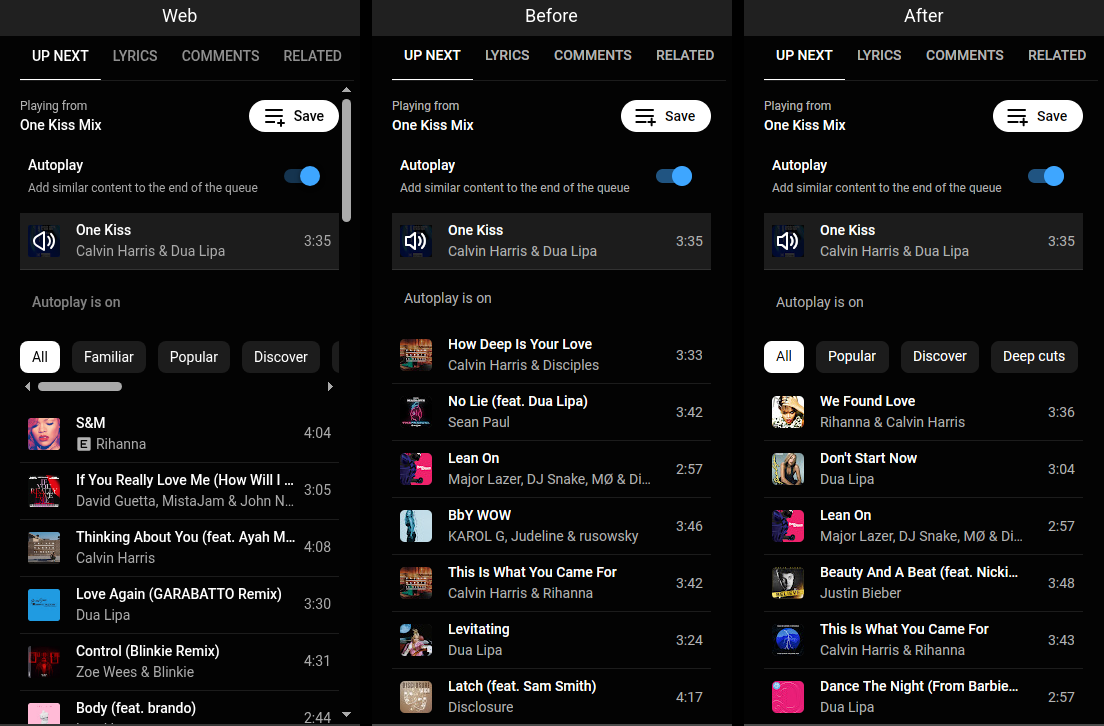 Web
UP NEXT LYRICS COMMENTS RELATED
Playing from
One Kiss Mix
Save
Autoplay
Add similar content to the end of the queue
One Kiss
Calvin Harris & Dua Lipa
3:35
Autoplay is on
All Familiar Popular Discover
S&M
E Rihanna
4:04
If You Really Love Me (How Will I ...
David Guetta, MistaJam & John N...
3:05
Thinking About You (feat. Ayah M...
Calvin Harris
4:08
Love Again (GARABATTO Remix)
Dua Lipa
3:30
Control (Blinkie Remix)
Zoe Wees & Blinkie
4:31
Body (feat. brando)
2:44
Before
UP NEXT LYRICS COMMENTS RELATED
Playing from
One Kiss Mix
Save
Autoplay
Add similar content to the end of the queue
One Kiss
Calvin Harris & Dua Lipa
3:35
Autoplay is on
How Deep Is Your Love
Calvin Harris & Disciples
3:33
No Lie (feat. Dua Lipa)
Sean Paul
3:42
Lean On
Major Lazer, DJ Snake, MØ & Di...
2:57
BbY WOW
KAROL G, Judeline & rusowsky
3:46
This Is What You Came For
Calvin Harris & Rihanna
3:42
Levitating
Dua Lipa
3:24
Latch (feat. Sam Smith)
Disclosure
4:17
After
UP NEXT LYRICS COMMENTS RELATED
Playing from
One Kiss Mix
Save
Autoplay
Add similar content to the end of the queue
One Kiss
Calvin Harris & Dua Lipa
3:35
Autoplay is on
All Popular Discover Deep cuts
We Found Love
Rihanna & Calvin Harris
3:36
Don't Start Now
Dua Lipa
3:04
Lean On
Major Lazer, DJ Snake, MØ & Di...
2:57
Beauty And A Beat (feat. Nicki...
Justin Bieber
3:48
This Is What You Came For
Calvin Harris & Rihanna
3:43
Dance The Night (From Barbie...
Dua Lipa
2:57